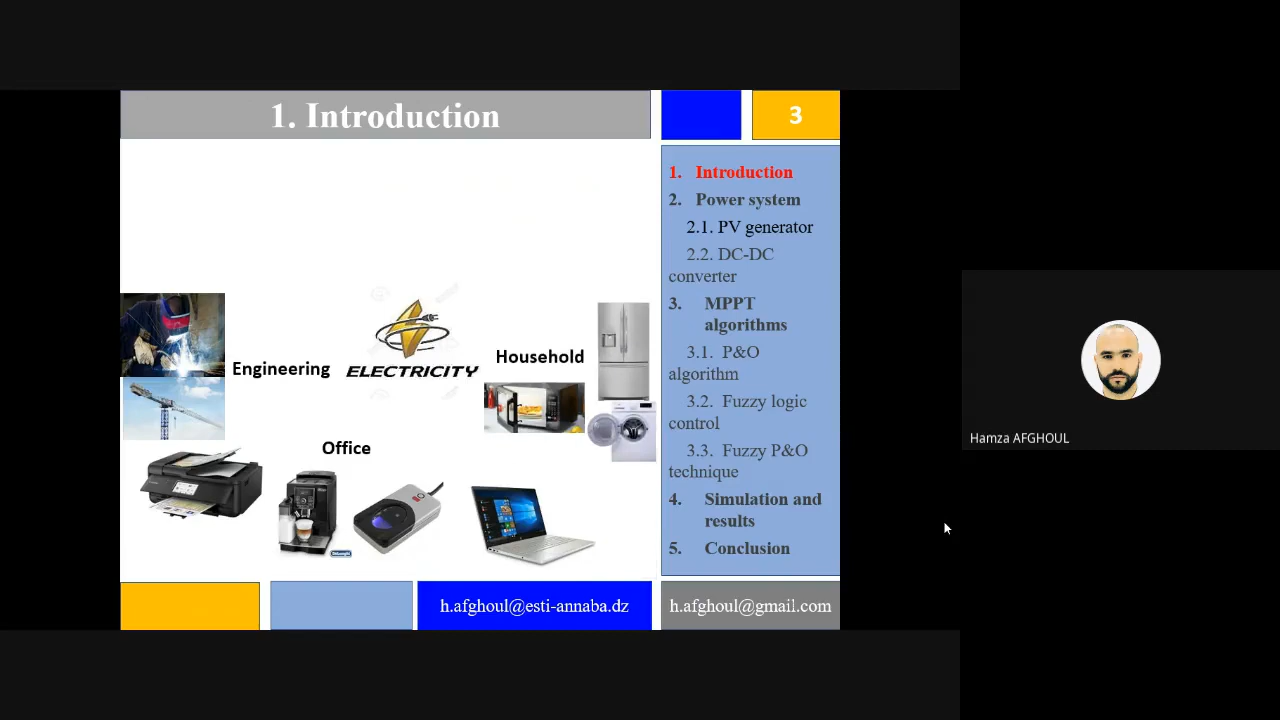 1. Introduction
3
1. Introduction
2. Power system
2.1. PV generator
2.2. DC-DC
converter
3. MPPT
algorithms
3.1. P&O
algorithm
3.2. Fuzzy logic
control
3.3. Fuzzy P&O
technique
4. Simulation and
results
5. Conclusion
Engineering
ELECTRICITY
Household
Office
h.afghoul@esti-annaba.dz
h.afghoul@gmail.com
Hamza AFGHOUL